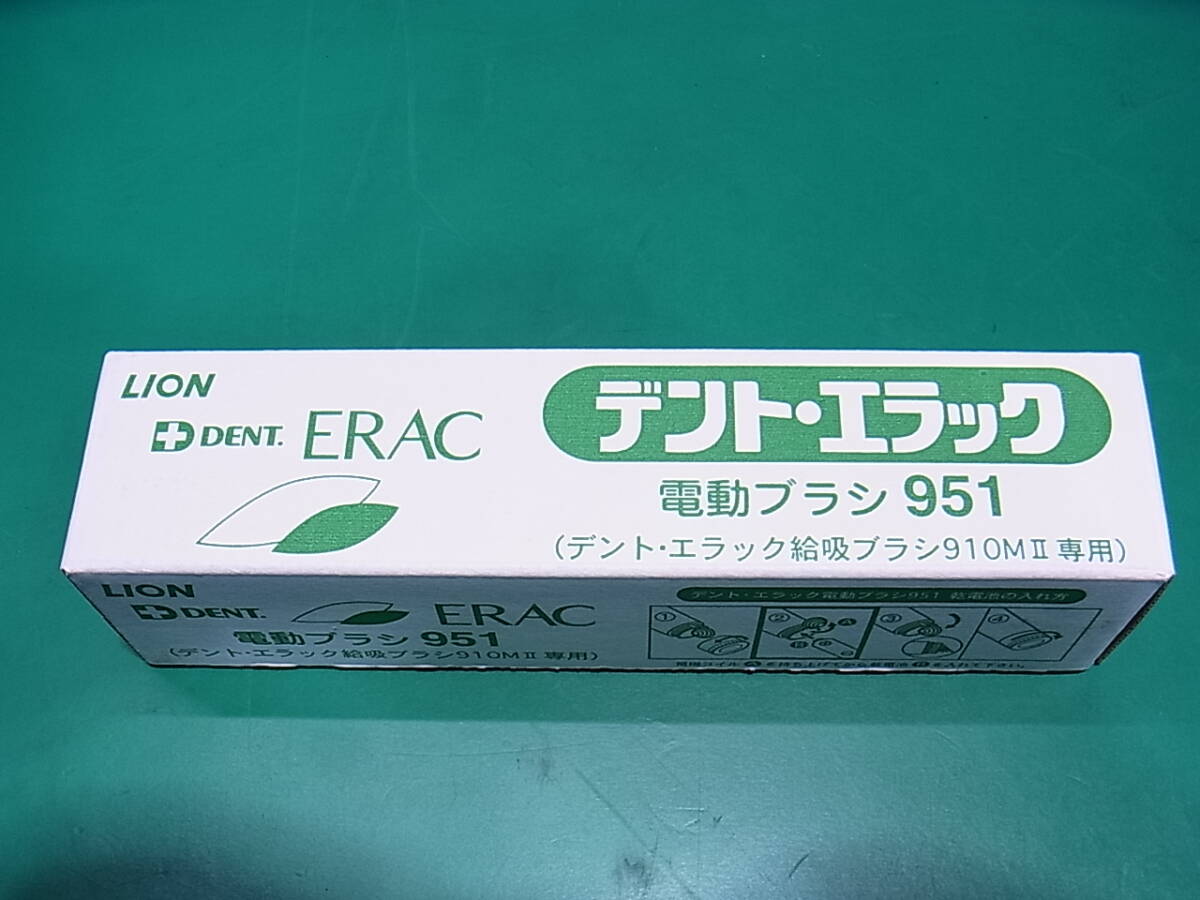 LION
DENT. ERAC
デント・エラック
電動ブラシ 951
(デント・エラック給吸ブラシ910MⅡ専用)
LION
DENT. ERAC
電動ブラシ 951
(デント・エラック給吸ブラシ910MⅡ専用)
デント・エラック電動ブラシ951 乾電池の入れ方
① ② ③ ④